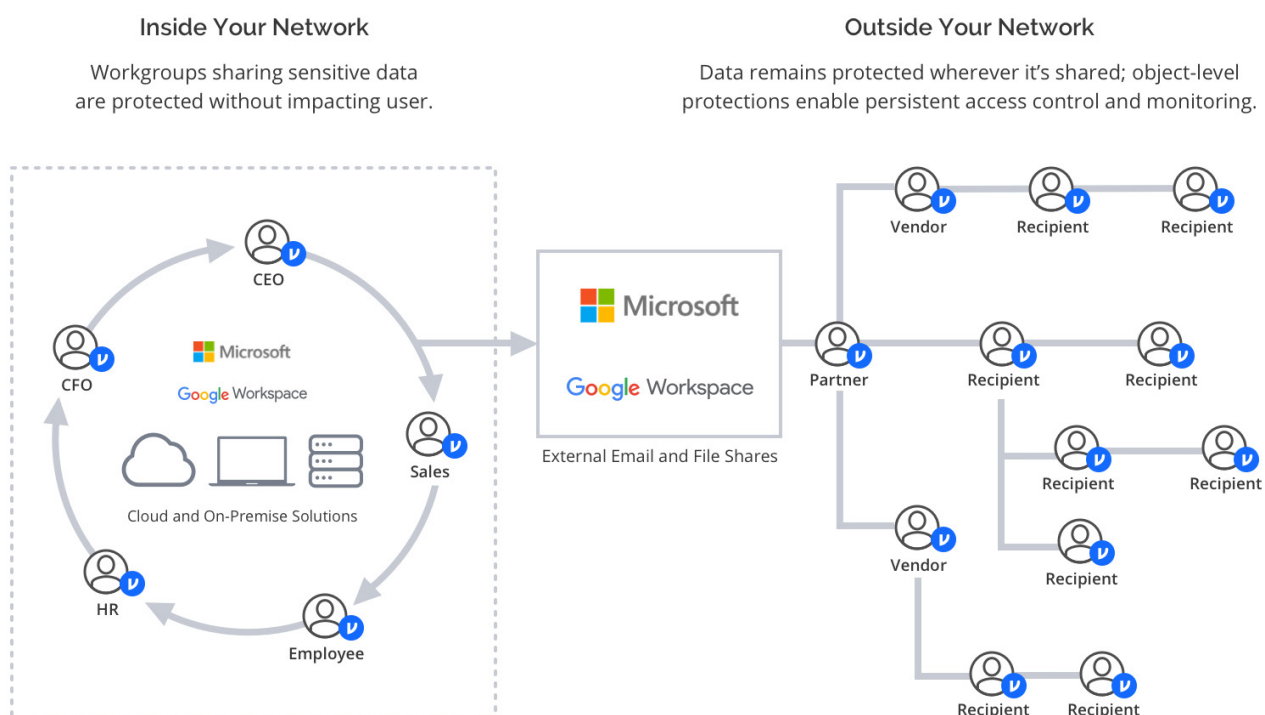 Inside Your Network
Workgroups sharing sensitive data
are protected without impacting user.
CEO
CFO
Microsoft
Google Workspace
Sales
Cloud and On-Premise Solutions
HR
Employee
Microsoft
Google Workspace
External Email and File Shares
Outside Your Network
Data remains protected wherever it’s shared; object-level
protections enable persistent access control and monitoring.
Vendor
Recipient
Recipient
Partner
Recipient
Recipient
Recipient
Recipient
Recipient
Vendor
Recipient
Recipient